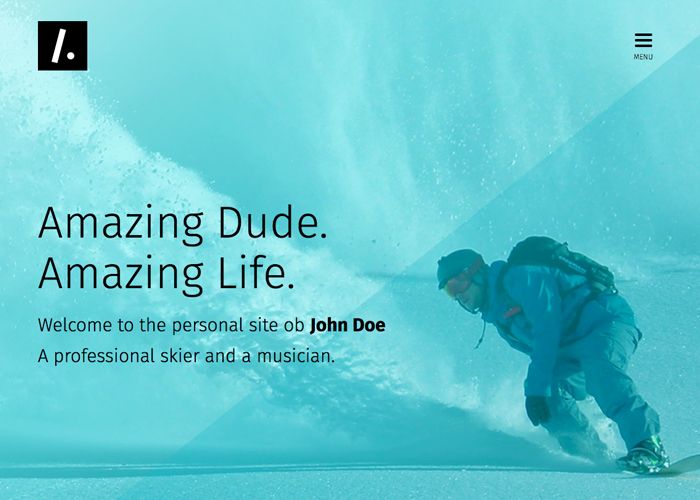 /.
MENU
Amazing Dude.
Amazing Life.
Welcome to the personal site ob John Doe
A professional skier and a musician.